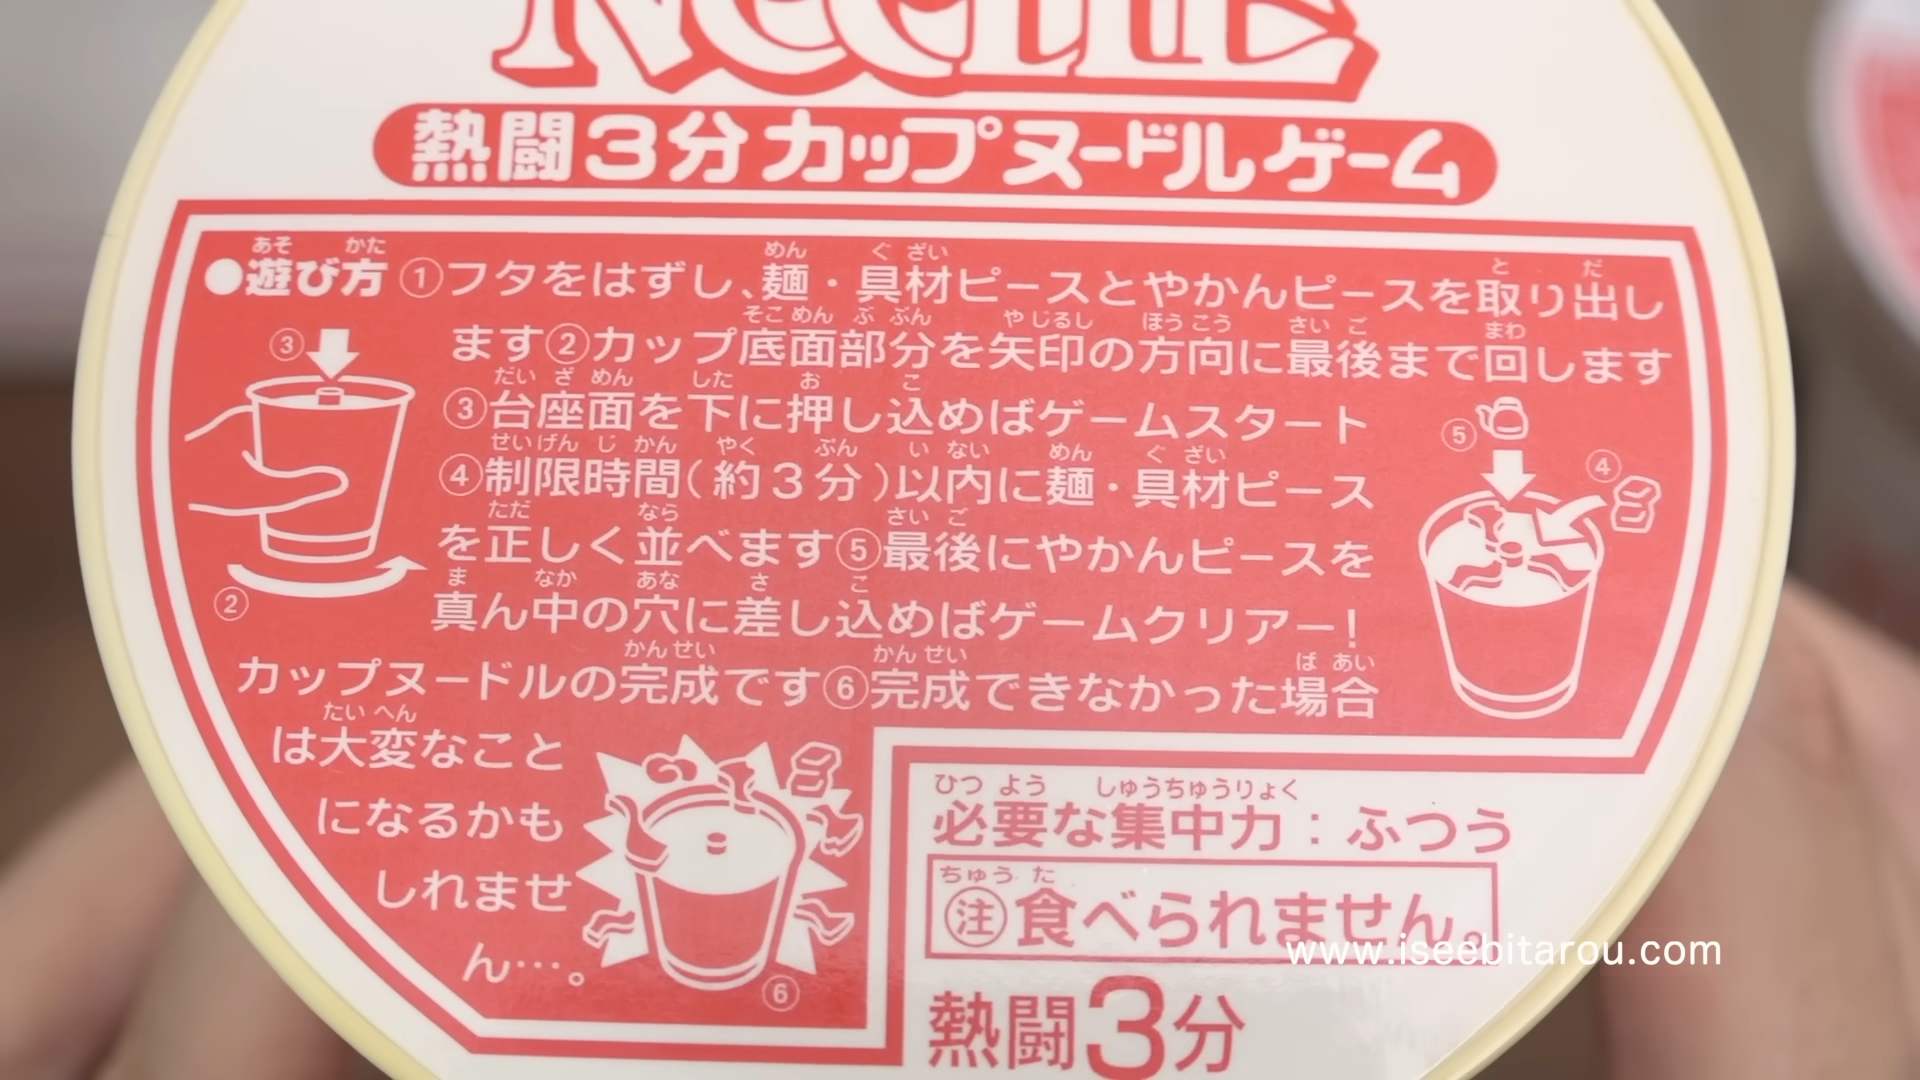 NOODLE
熱闘3分カップヌードルゲーム
●遊び方①フタをはずし、麺・具材ピースとやかんピースを取り出し
ます②カップ底面部分を矢印の方向に最後まで回します
③台座面を下に押し込めばゲームスタート
④制限時間(約3分)以内に麺・具材ピース
を正しく並べます⑤最後にやかんピースを
真ん中の穴に差し込めばゲームクリアー!
カップヌードルの完成です⑥完成できなかった場合
は大変なこと
になるかも
しれませ
ん…。
③
②
⑤
④
⑥
必要な集中力:ふつう
㊟食べられません。
熱闘3分
www.iseebitarou.com